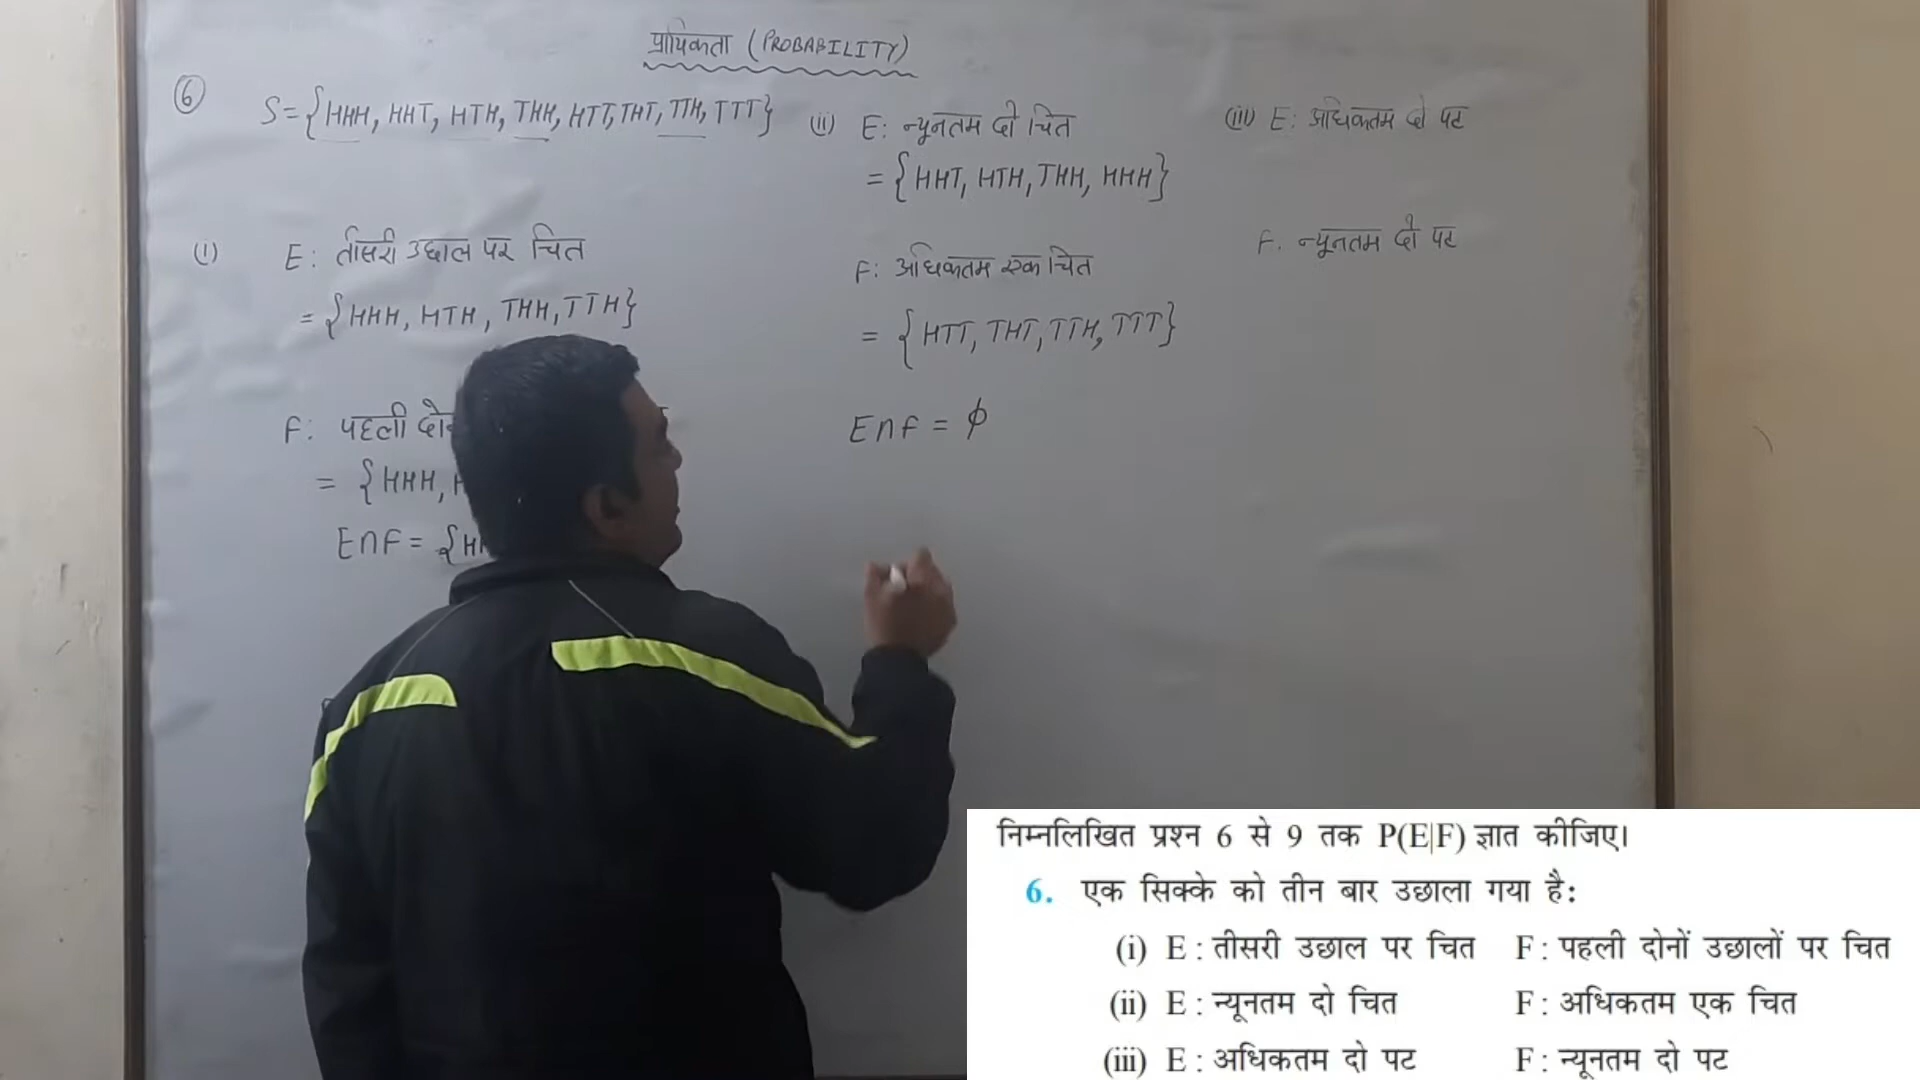 प्रायिकता (PROBABILITY)
⑥ S={HHH, HHT, HTH, THH, HTT, THT, TTH, TTT}
(i) E: तीसरी उछाल पर चित
= {HHH, HTH, THH, TTH}
F: पहली
= {HHH,
E∩F = {
(ii) E: न्यूनतम दो चित
= {HHT, HTH, THH, HHH}
F: अधिकतम एक चित
= {HTT, THT, TTH, TTT}
E∩F = ϕ
(iii) E: अधिकतम दो पट
F. न्यूनतम दो पट
निम्नलिखित प्रश्न 6 से 9 तक P(E|F) ज्ञात कीजिए।
6. एक सिक्के को तीन बार उछाला गया है:
(i) E : तीसरी उछाल पर चित F : पहली दोनों उछालों पर चित
(ii) E : न्यूनतम दो चित F : अधिकतम एक चित
(iii) E : अधिकतम दो पट F : न्यूनतम दो पट